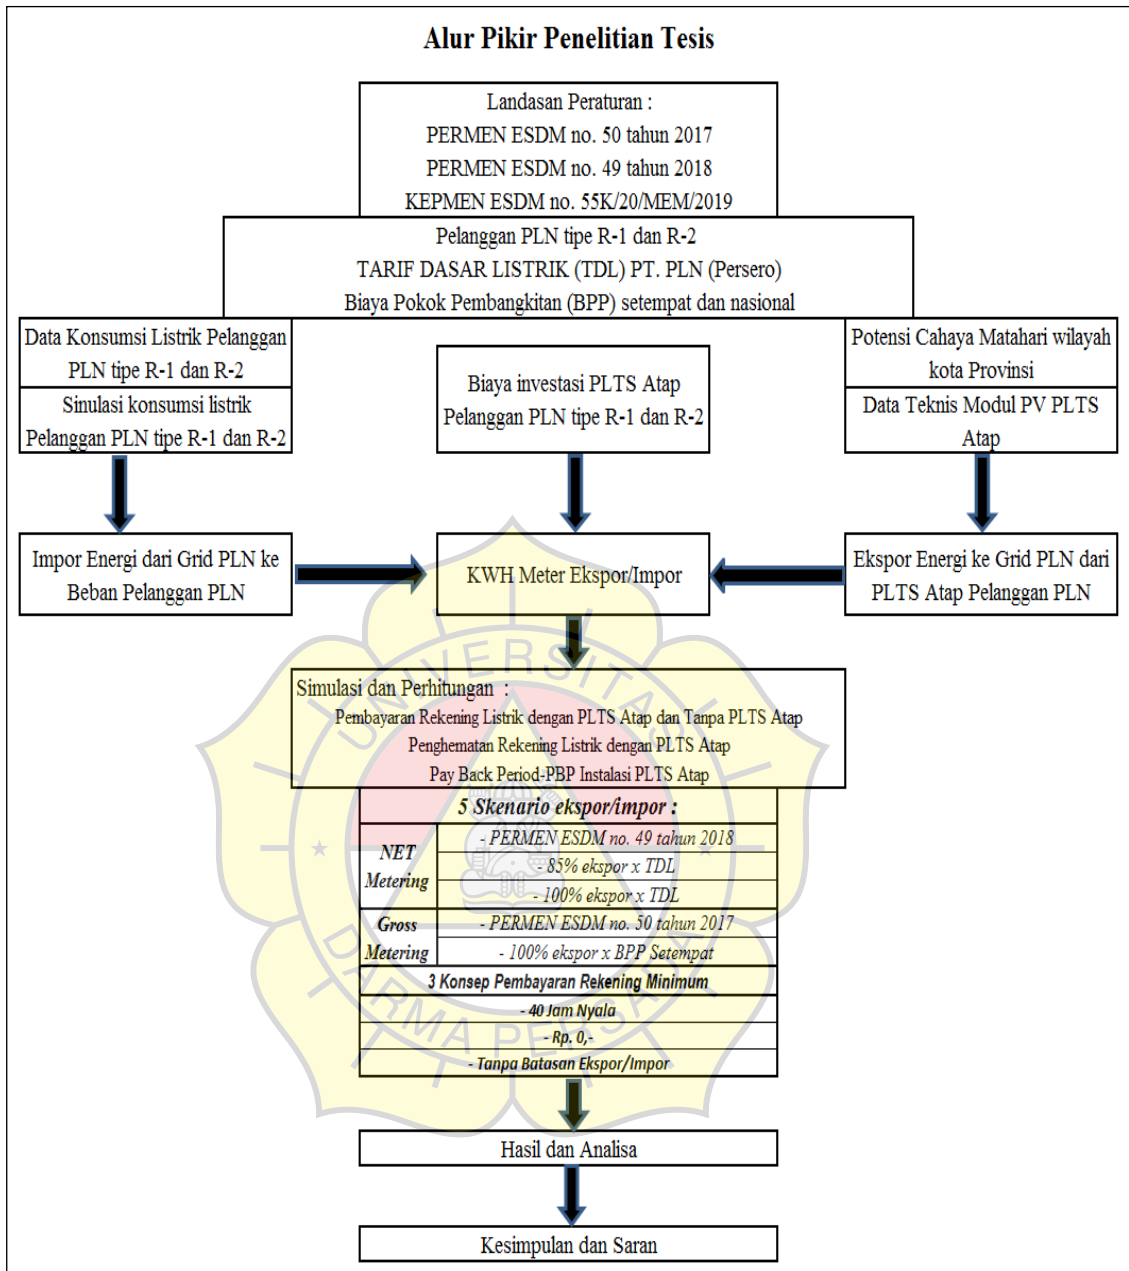 Alur Pikir Penelitian Tesis
Landasan Peraturan :
PERMEN ESDM no. 50 tahun 2017
PERMEN ESDM no. 49 tahun 2018
KEPMEN ESDM no. 55K/20/MEM/2019
Pelanggan PLN tipe R-1 dan R-2
TARIF DASAR LISTRIK (TDL) PT. PLN (Persero)
Biaya Pokok Pembangkitan (BPP) setempat dan nasional
Data Konsumsi Listrik Pelanggan
PLN tipe R-1 dan R-2
Sinulasi konsumsi listrik
Pelanggan PLN tipe R-1 dan R-2
Biaya investasi PLTS Atap
Pelanggan PLN tipe R-1 dan R-2
Potensi Cahaya Matahari wilayah
kota Provinsi
Data Teknis Modul PV PLTS
Atap
Impor Energi dari Grid PLN ke
Beban Pelanggan PLN
KWH Meter Ekspor/Impor
Ekspor Energi ke Grid PLN dari
PLTS Atap Pelanggan PLN
Simulasi dan Perhitungan :
Pembayaran Rekening Listrik dengan PLTS Atap dan Tanpa PLTS Atap
Penghematan Rekening Listrik dengan PLTS Atap
Pay Back Period-PBP Instalasi PLTS Atap
5 Skenario ekspor/impor :
NET
Metering
- PERMEN ESDM no. 49 tahun 2018
- 85% ekspor x TDL
- 100% ekspor x TDL
Gross
Metering
- PERMEN ESDM no. 50 tahun 2017
- 100% ekspor x BPP Setempat
3 Konsep Pembayaran Rekening Minimum
- 40 Jam Nyala
- Rp. 0,-
- Tanpa Batasan Ekspor/Impor
Hasil dan Analisa
Kesimpulan dan Saran
UNIVERSITAS
DARMA PERSADA